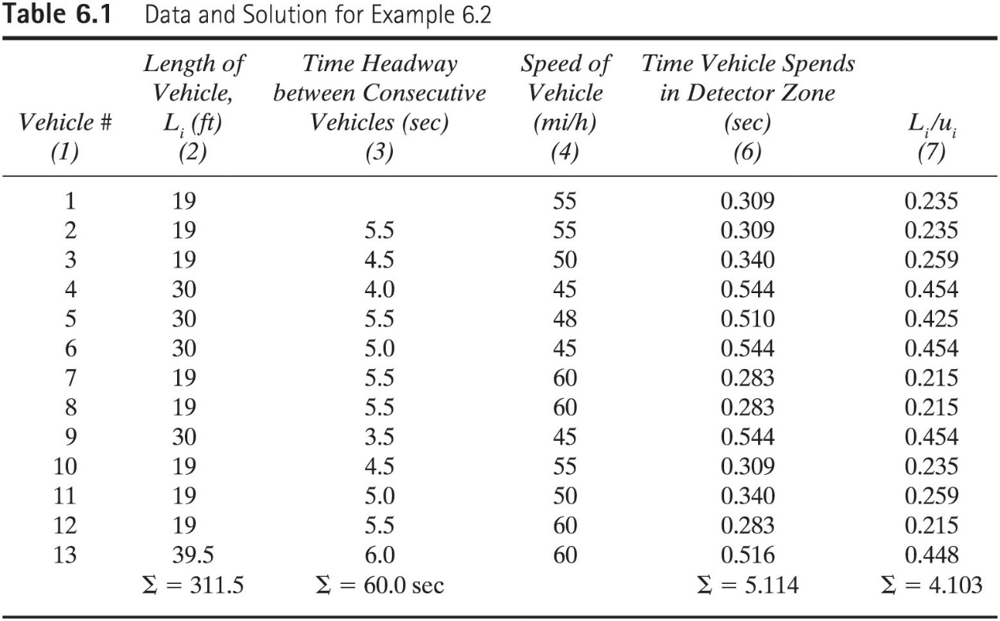 Table 6.1 Data and Solution for Example 6.2
Length of Time Headway Speed of Time Vehicle Spends
Vehicle, between Consecutive Vehicle in Detector Zone
Vehicle # Li (ft) Vehicles (sec) (mi/h) (sec) Li/ui
(1) (2) (3) (4) (6) (7)
1 19 55 0.309 0.235
2 19 5.5 55 0.309 0.235
3 19 4.5 50 0.340 0.259
4 30 4.0 45 0.544 0.454
5 30 5.5 48 0.510 0.425
6 30 5.0 45 0.544 0.454
7 19 5.5 60 0.283 0.215
8 19 5.5 60 0.283 0.215
9 30 3.5 45 0.544 0.454
10 19 4.5 55 0.309 0.235
11 19 5.0 50 0.340 0.259
12 19 5.5 60 0.283 0.215
13 39.5 6.0 60 0.516 0.448
Σ = 311.5 Σ = 60.0 sec Σ = 5.114 Σ = 4.103